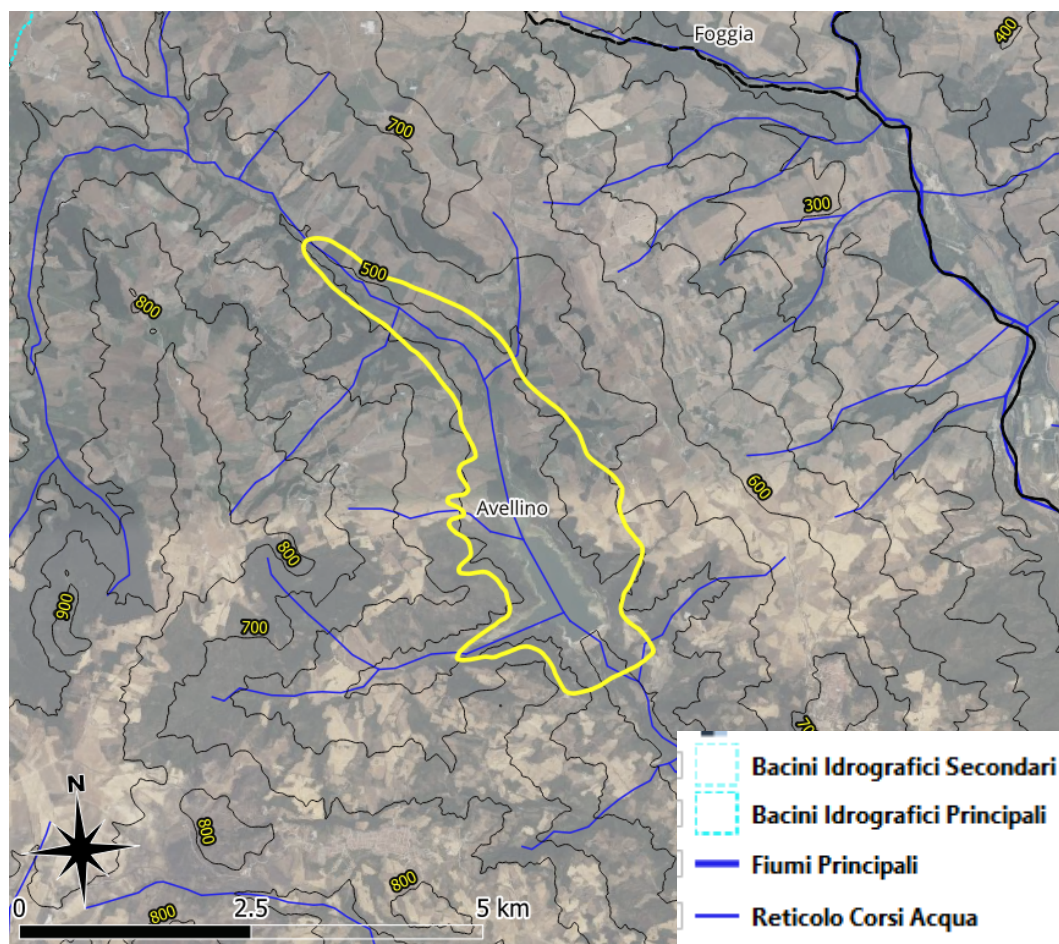 400
Foggia
700
300
500
800
600
Avellino
800
900
700
N
800
800
800
0 2.5 5 km
Bacini Idrografici Secondari
Bacini Idrografici Principali
Fiumi Principali
Reticolo Corsi Acqua